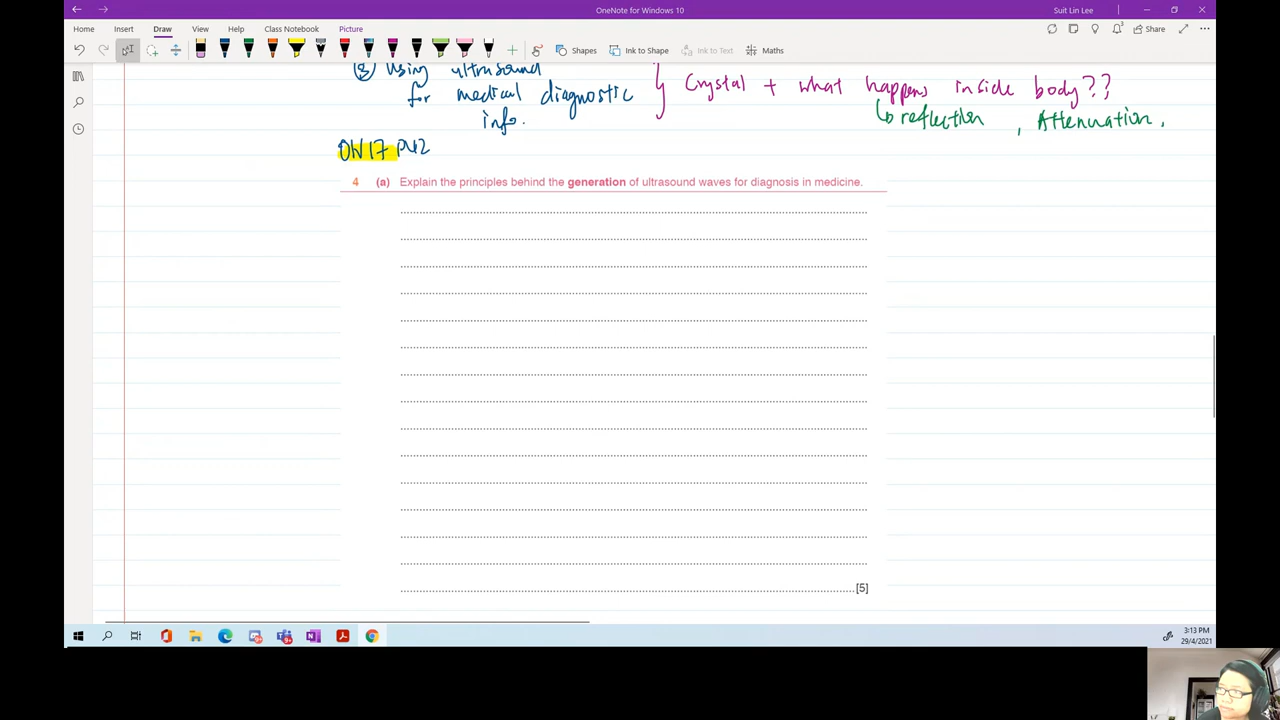 OneNote for Windows 10
Suit Lin Lee
Home Insert Draw View Help Class Notebook Picture
Share
Shapes Ink to Shape Ink to Text Maths
③ Using ultrasound
for medical diagnostic
info.
Crystal + what happens inside body??
↳ reflection , Attenuation,
ON17 P42
4 (a) Explain the principles behind the generation of ultrasound waves for diagnosis in medicine.
[5]
3:13 PM
29/4/2021